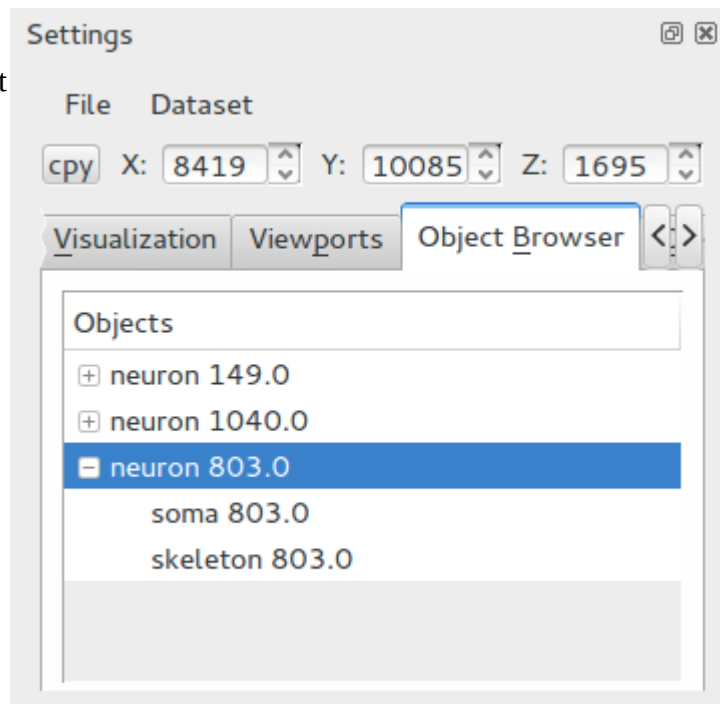 Settings
t
File Dataset
cpy X: 8419 Y: 10085 Z: 1695
Visualization Viewports Object Browser < >
Objects
neuron 149.0
neuron 1040.0
neuron 803.0
soma 803.0
skeleton 803.0